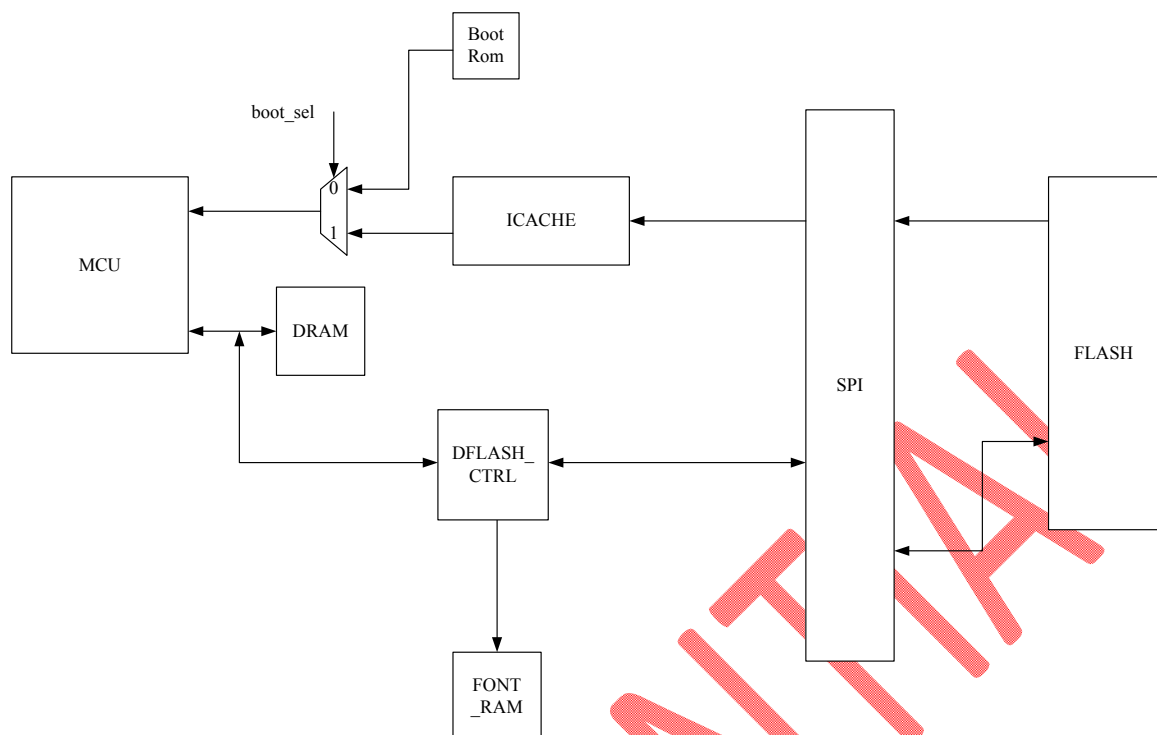 Boot
Rom
boot_sel
0
1
MCU
ICACHE
DRAM
SPI
FLASH
DFLASH_
CTRL
FONT
_RAM